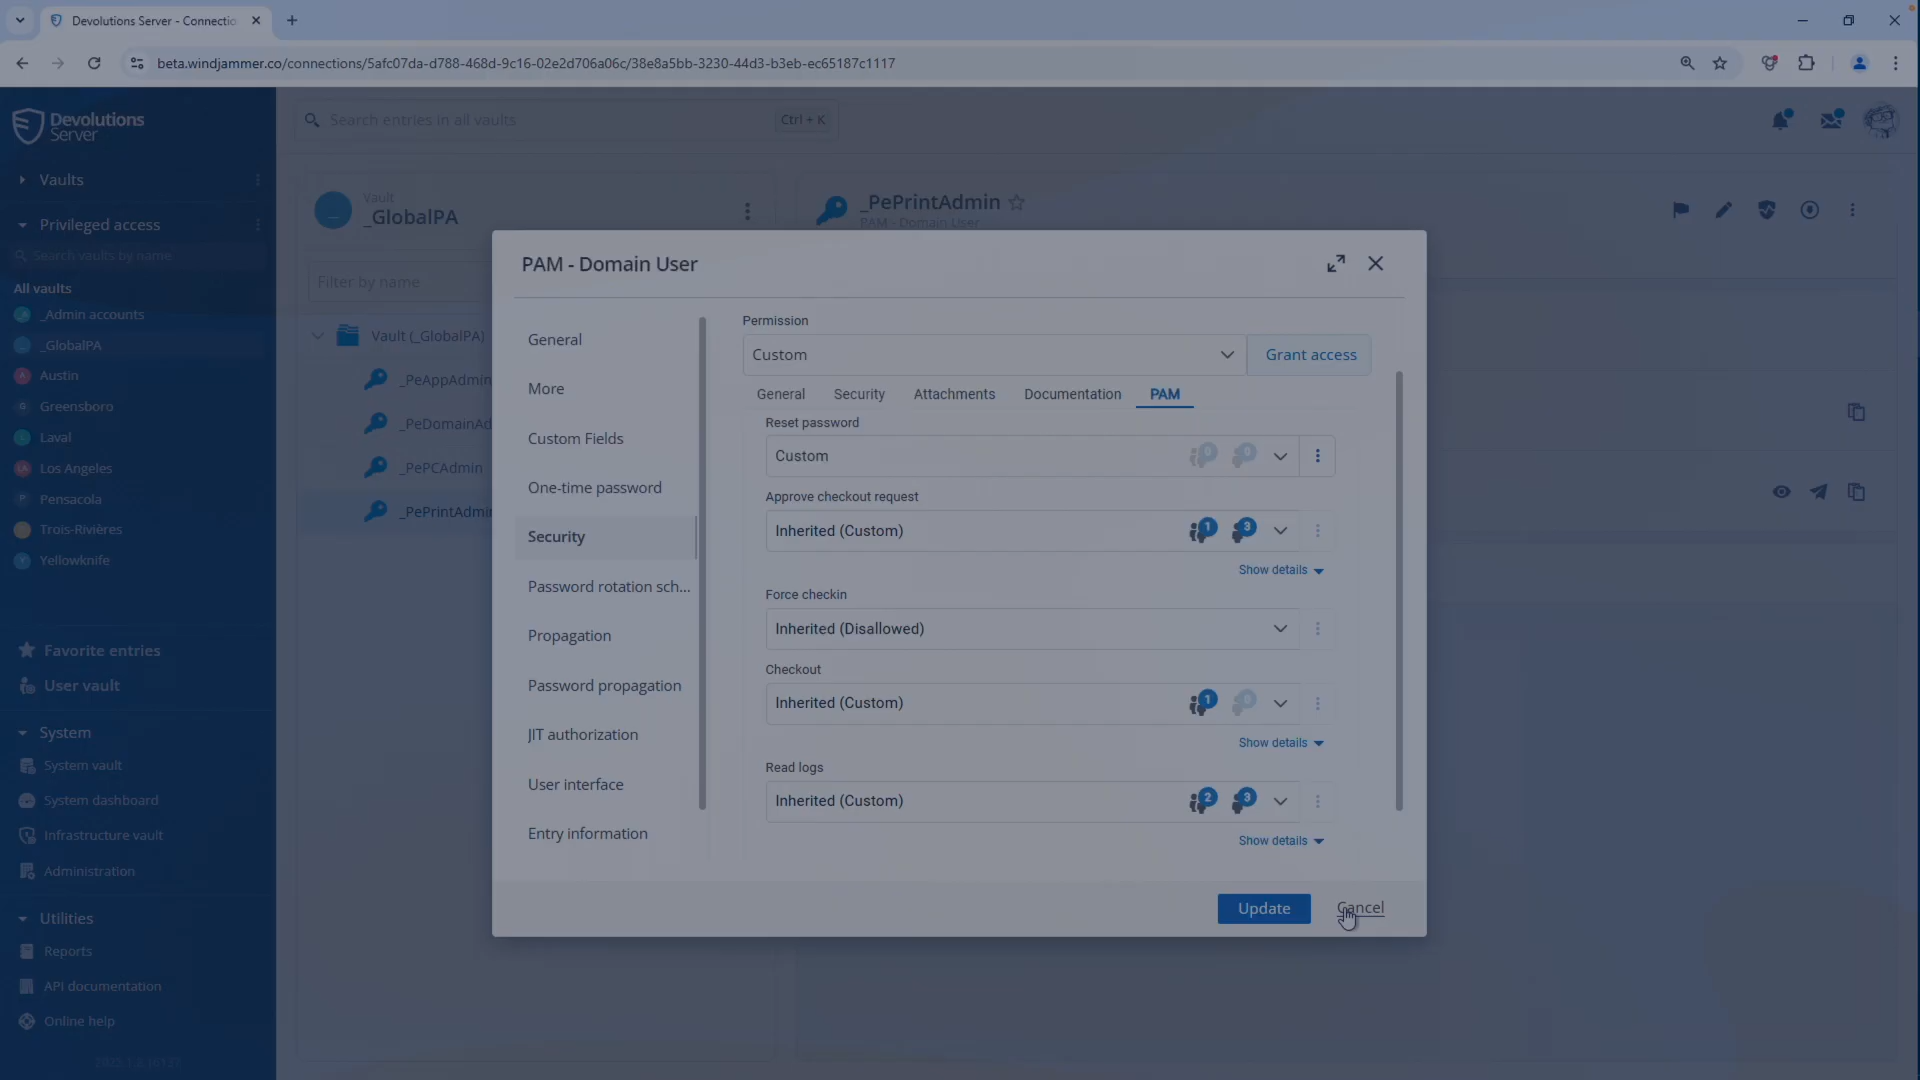 Devolutions Server - Connectio
beta.windjammer.co/connections/5afc07da-d788-468d-9c16-02e2d706a06c/38e8a5bb-3230-44d3-b3eb-ec65187c1117
Devolutions
Server
Search entries in all vaults
Ctrl + K
Vaults
Privileged access
Search vaults by name
All vaults
_Admin accounts
_GlobalPA
Austin
G Greensboro
Laval
LA Los Angeles
P Pensacola
Trois-Rivières
Y Yellowknife
Favorite entries
User vault
System
System vault
System dashboard
Infrastructure vault
Administration
Utilities
Reports
API documentation
Online help
Vault
_GlobalPA
Filter by name
Vault (_GlobalPA)
_PeAppAdmin
_PeDomainAd
_PePCAdmin
_PePrintAdmin
_PePrintAdmin
PAM - Domain User
PAM - Domain User
General
More
Custom Fields
One-time password
Security
Password rotation sch...
Propagation
Password propagation
JIT authorization
User interface
Entry information
Permission
Custom
Grant access
General
Security
Attachments
Documentation
PAM
Reset password
Custom
0
0
Approve checkout request
Inherited (Custom)
1
3
Show details
Force checkin
Inherited (Disallowed)
Checkout
Inherited (Custom)
1
0
Show details
Read logs
Inherited (Custom)
2
3
Show details
Update
Cancel